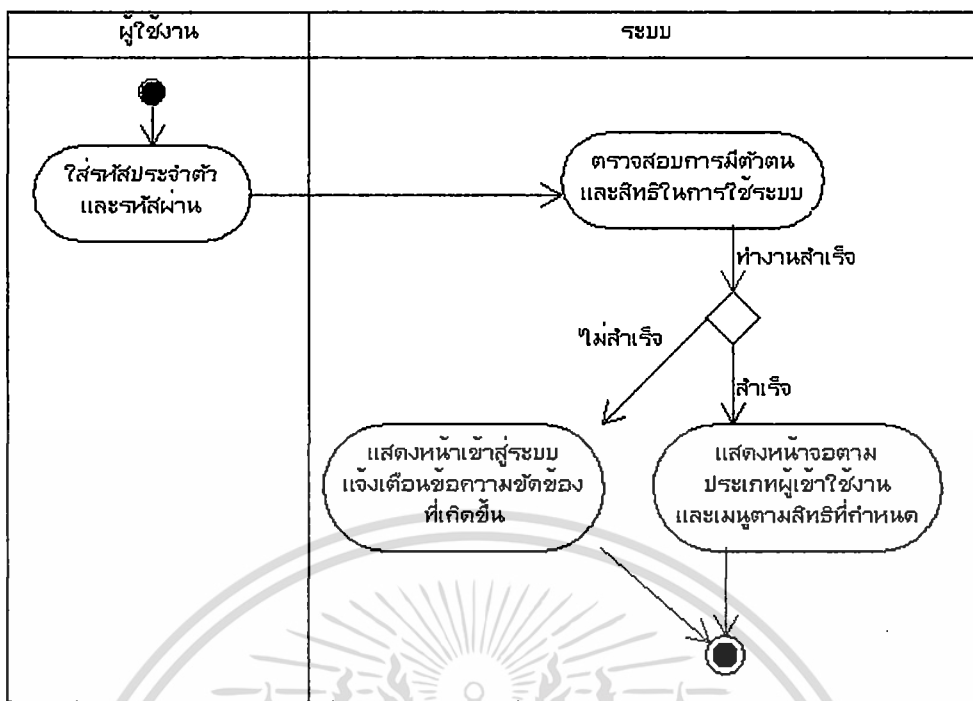 ผู้ใช้งาน
ระบบ
ใส่รหัสประจำตัว
และรหัสผ่าน
ตรวจสอบการมีตัวตน
และสิทธิในการใช้ระบบ
ทำงานสำเร็จ
ไม่สำเร็จ
สำเร็จ
แสดงหน้าเข้าสู่ระบบ
แจ้งเตือนข้อความขัดข้อง
ที่เกิดขึ้น
แสดงหน้าจอตาม
ประเภทผู้เข้าใช้งาน
และเมนูตามสิทธิที่กำหนด